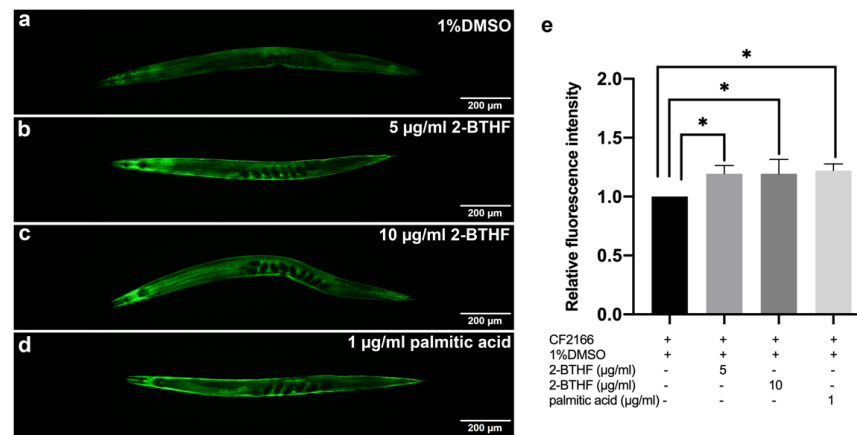 a
1%DMSO
200 µm
b
5 µg/ml 2-BTHF
200 µm
c
10 µg/ml 2-BTHF
200 µm
d
1 µg/ml palmitic acid
200 µm
e
Relative fluorescence intensity
2.0
1.5
1.0
0.5
0.0
*
*
*
CF2166 + + + +
1%DMSO + + + +
2-BTHF (µg/ml) - 5 - -
2-BTHF (µg/ml) - - 10 -
palmitic acid (µg/ml) - - - 1